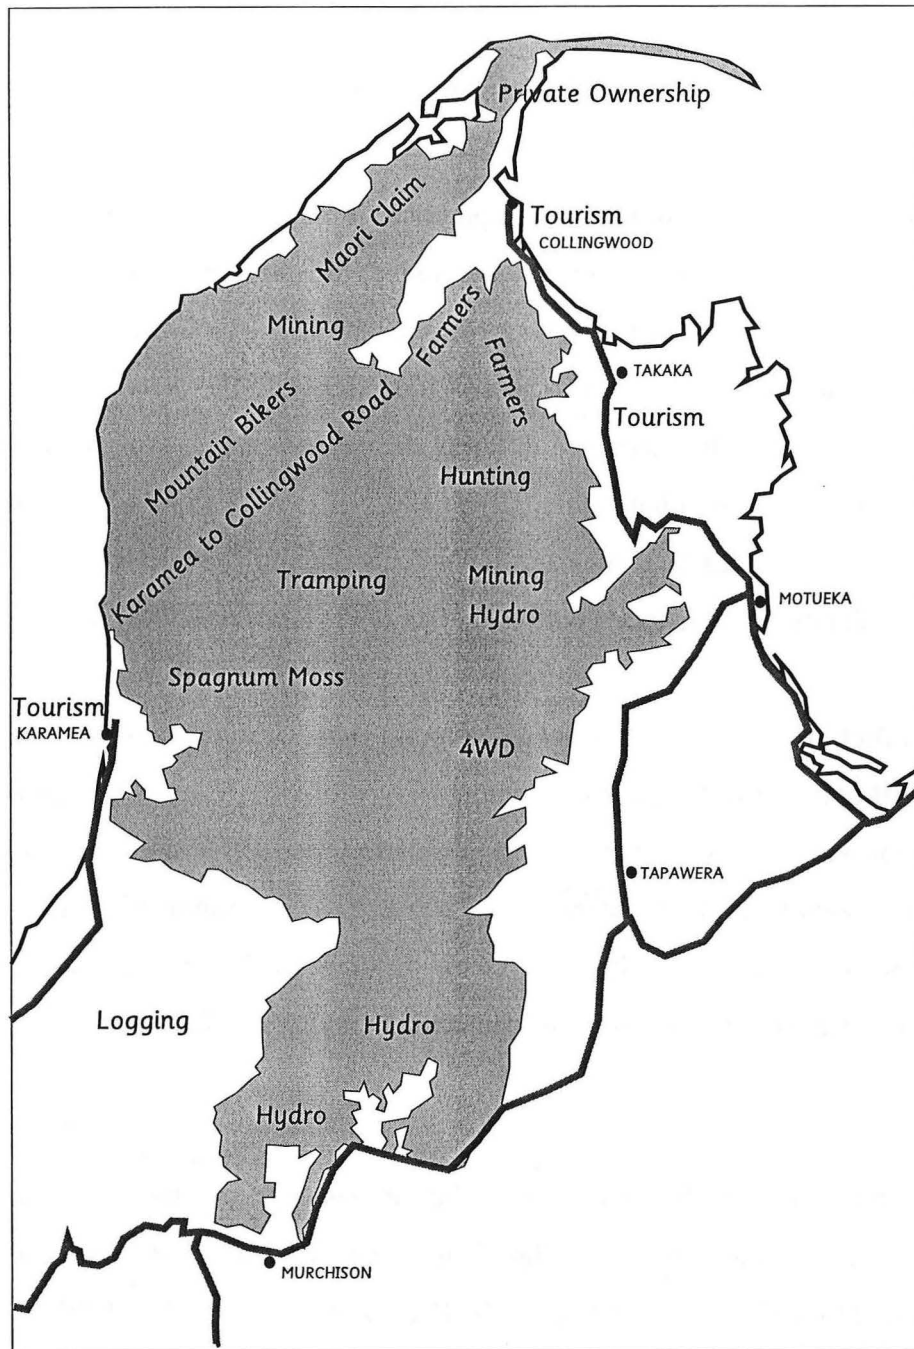 Private Ownership
Maori Claim
Tourism
COLLINGWOOD
Mining
Farmers
Farmers
TAKAKA
Mountain Bikers
Karamea to Collingwood Road
Tourism
Hunting
Tramping
Mining
Hydro
MOTUEKA
Spagnum Moss
Tourism
KARAMEA
4WD
TAPAWERA
Logging
Hydro
Hydro
MURCHISON